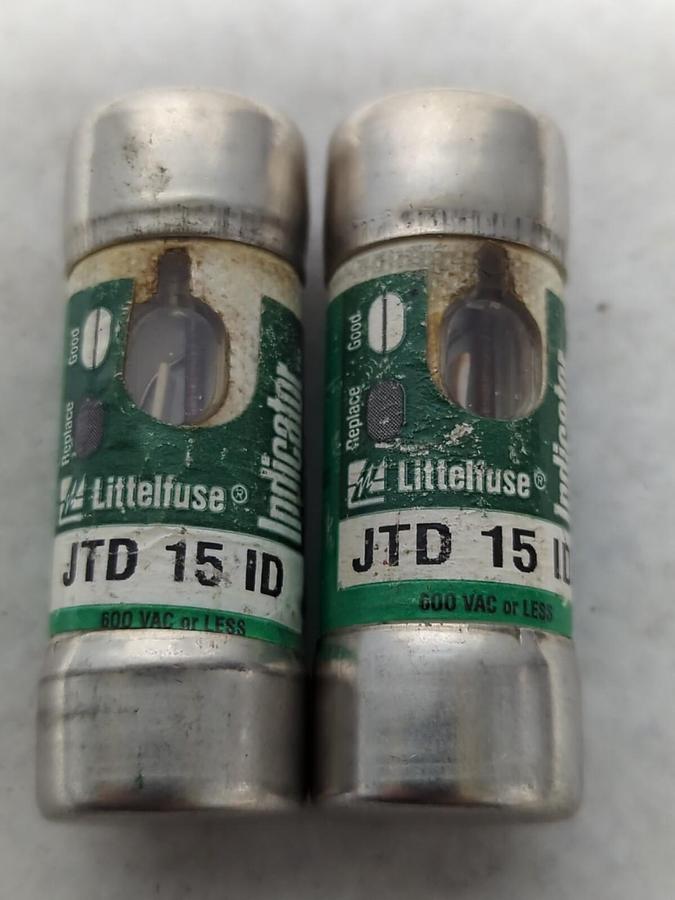 Good
Replace
Indicator
Littelfuse®
JTD 15 ID
600 VAC or LESS
Good
Replace
Indicator
Littelfuse®
JTD 15 ID
600 VAC or LESS